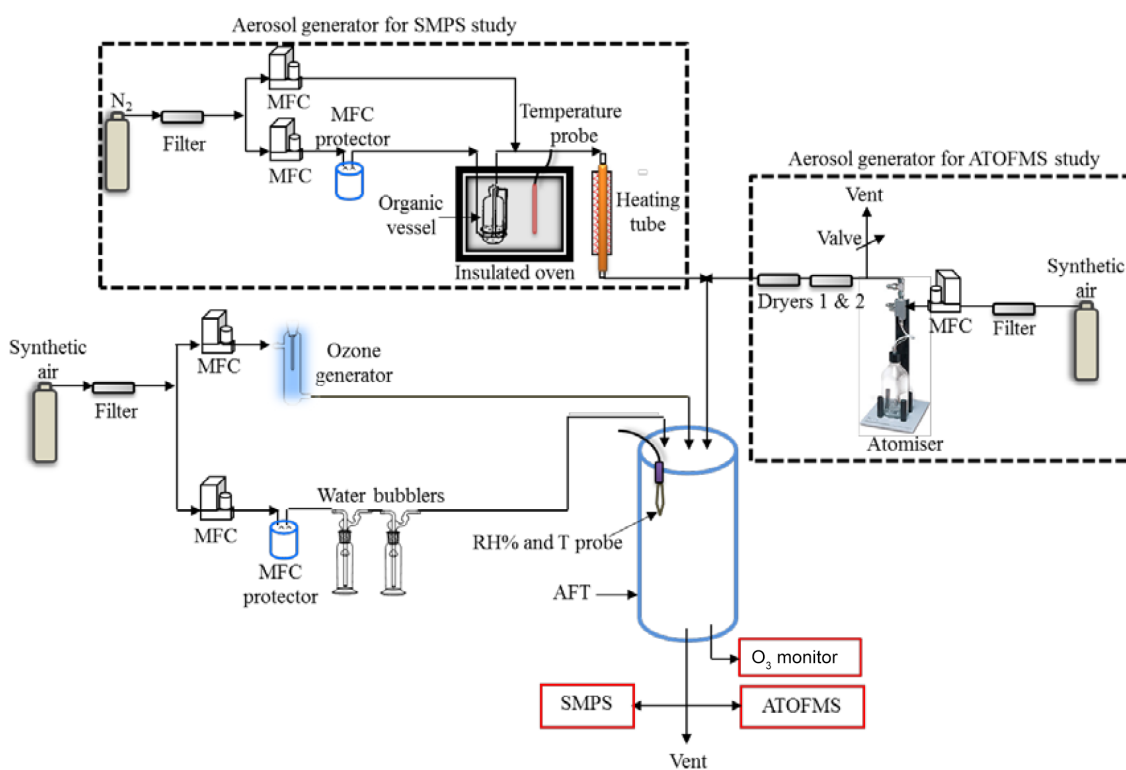 Aerosol generator for SMPS study
N₂
Filter
MFC
MFC
MFC
protector
Temperature
probe
Organic
vessel
Insulated oven
Heating
tube
Aerosol generator for ATOFMS study
Vent
Valve
Dryers 1 & 2
MFC
Filter
Synthetic
air
Atomiser
Synthetic
air
Filter
MFC
Ozone
generator
MFC
MFC
protector
Water bubblers
RH% and T probe
AFT
O₃ monitor
SMPS
ATOFMS
Vent